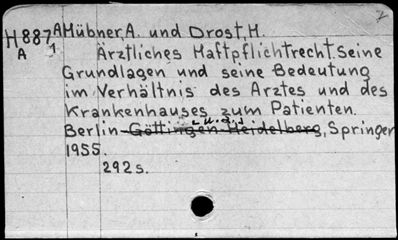 H887 AHübner, A. und Drost, H.
A 1 Ärztliches Haftpflichtrecht. Seine
Grundlagen und seine Bedeutung
im Verhältnis des Arztes und des
Krankenhauses zum Patienten.
Berlin Göttingen Heidelberg u.a., Springer
1955.
292 s.